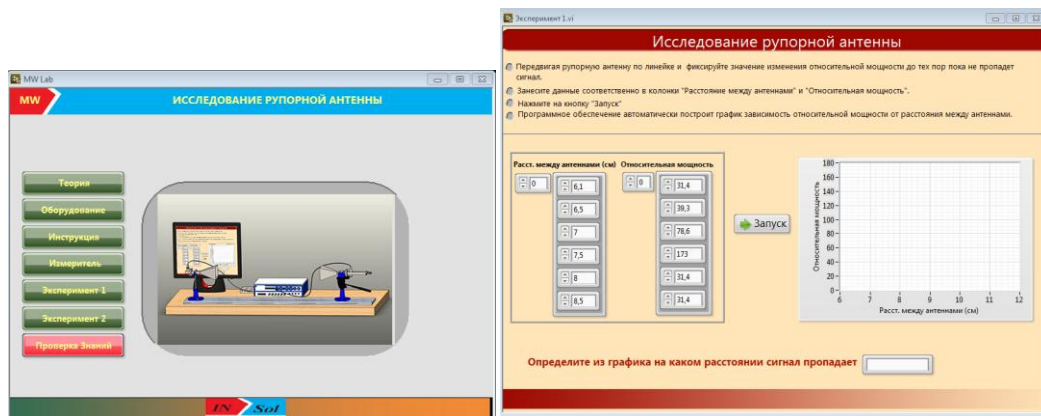 MW Lab
MW
ИССЛЕДОВАНИЕ РУПОРНОЙ АНТЕННЫ
Теория
Оборудование
Инструкция
Измеритель
Эксперимент 1
Эксперимент 2
Проверка Знаний
IN Sol
Эксперимент 1.vi
Исследование рупорной антенны
Передвигая рупорную антенну по линейке и фиксируйте значение изменения относительной мощности до тех пор пока не пропадет
сигнал.
Занесите данные соответственно в колонки "Расстояние между антеннами" и "Относительная мощность".
Нажмите на кнопку "Запуск"
Программное обеспечение автоматически построит график зависимость относительной мощности от расстояния между антеннами.
Расст. между антеннами (см) Относительная мощность
0 6,1 0 31,4
6,5 39,3
7 78,6
7,5 173
8 31,4
8,5 31,4
Запуск
Относительная мощность
180
160
140
120
100
80
60
40
20
0
6 7 8 9 10 11 12
Расст. между антеннами (см)
Определите из графика на каком расстоянии сигнал пропадает